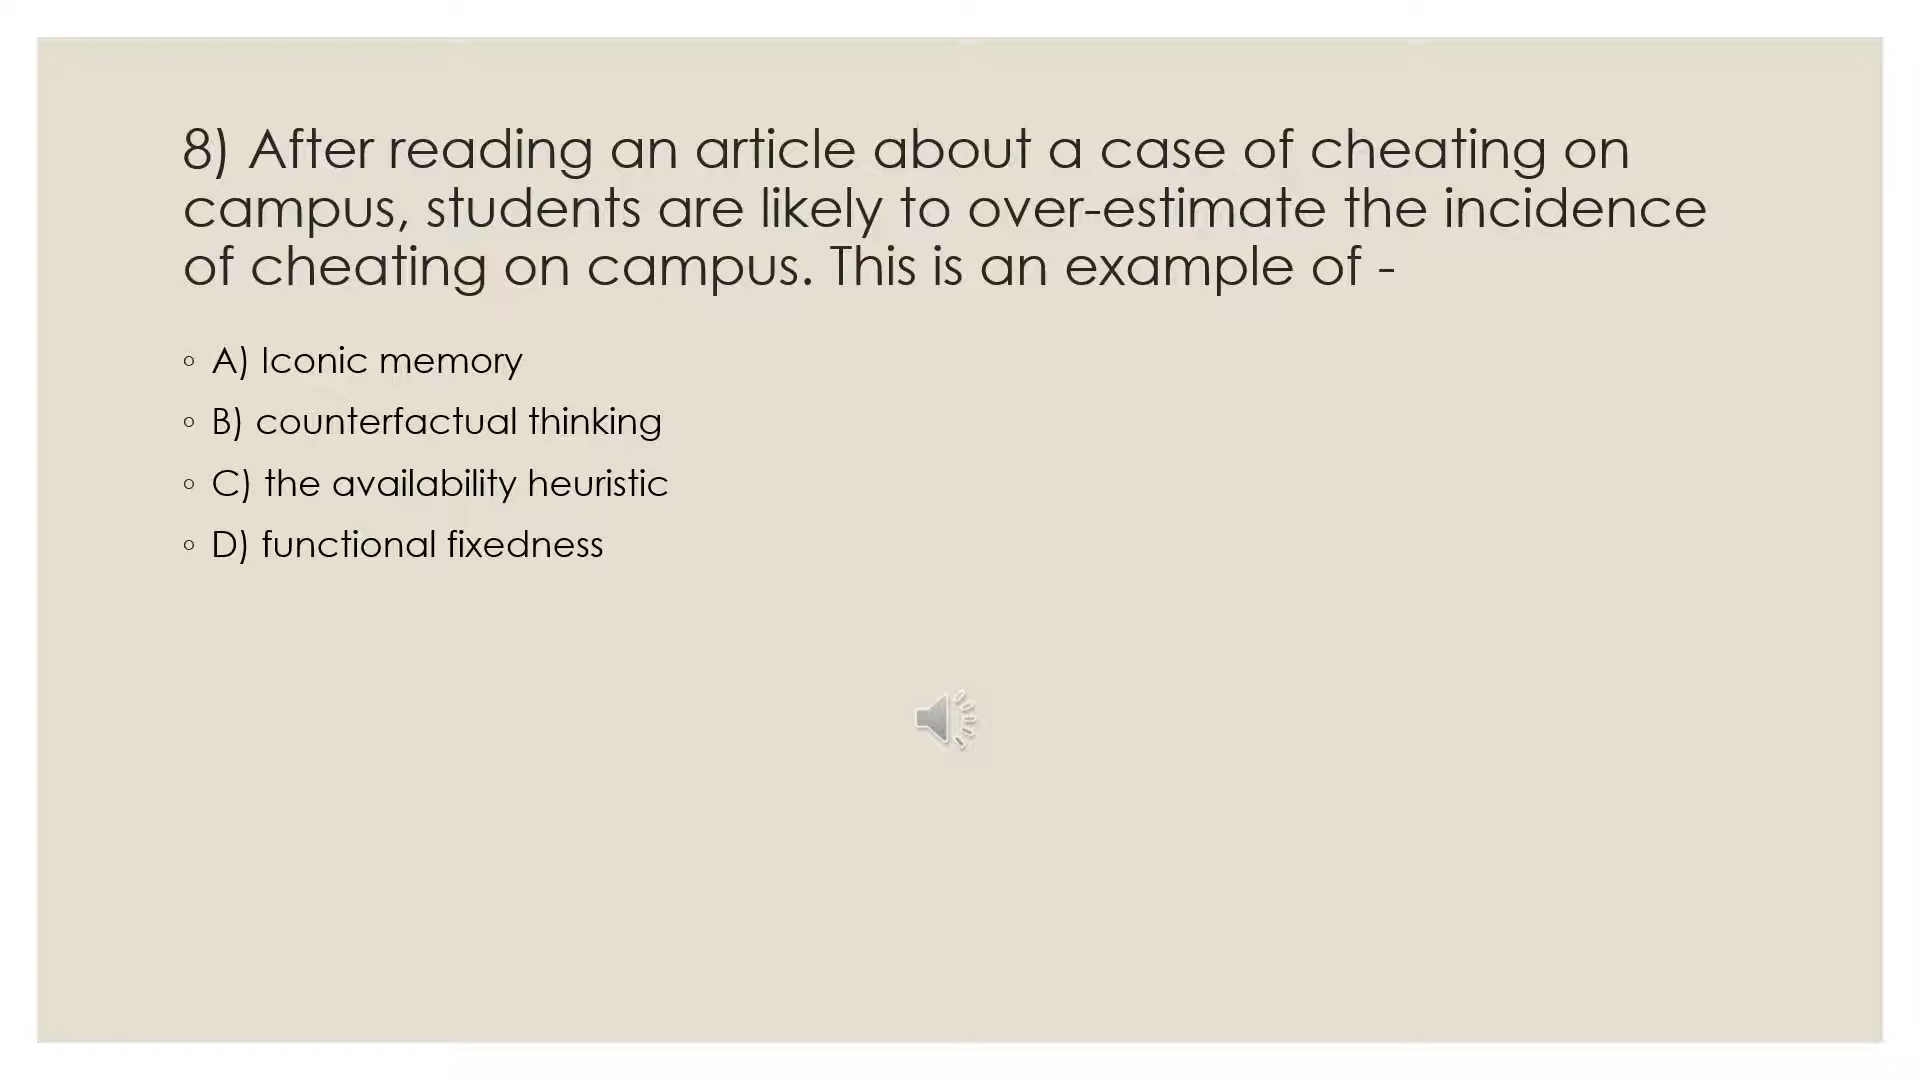 8) After reading an article about a case of cheating on
campus, students are likely to over-estimate the incidence
of cheating on campus. This is an example of -
◦ A) Iconic memory
◦ B) counterfactual thinking
◦ C) the availability heuristic
◦ D) functional fixedness